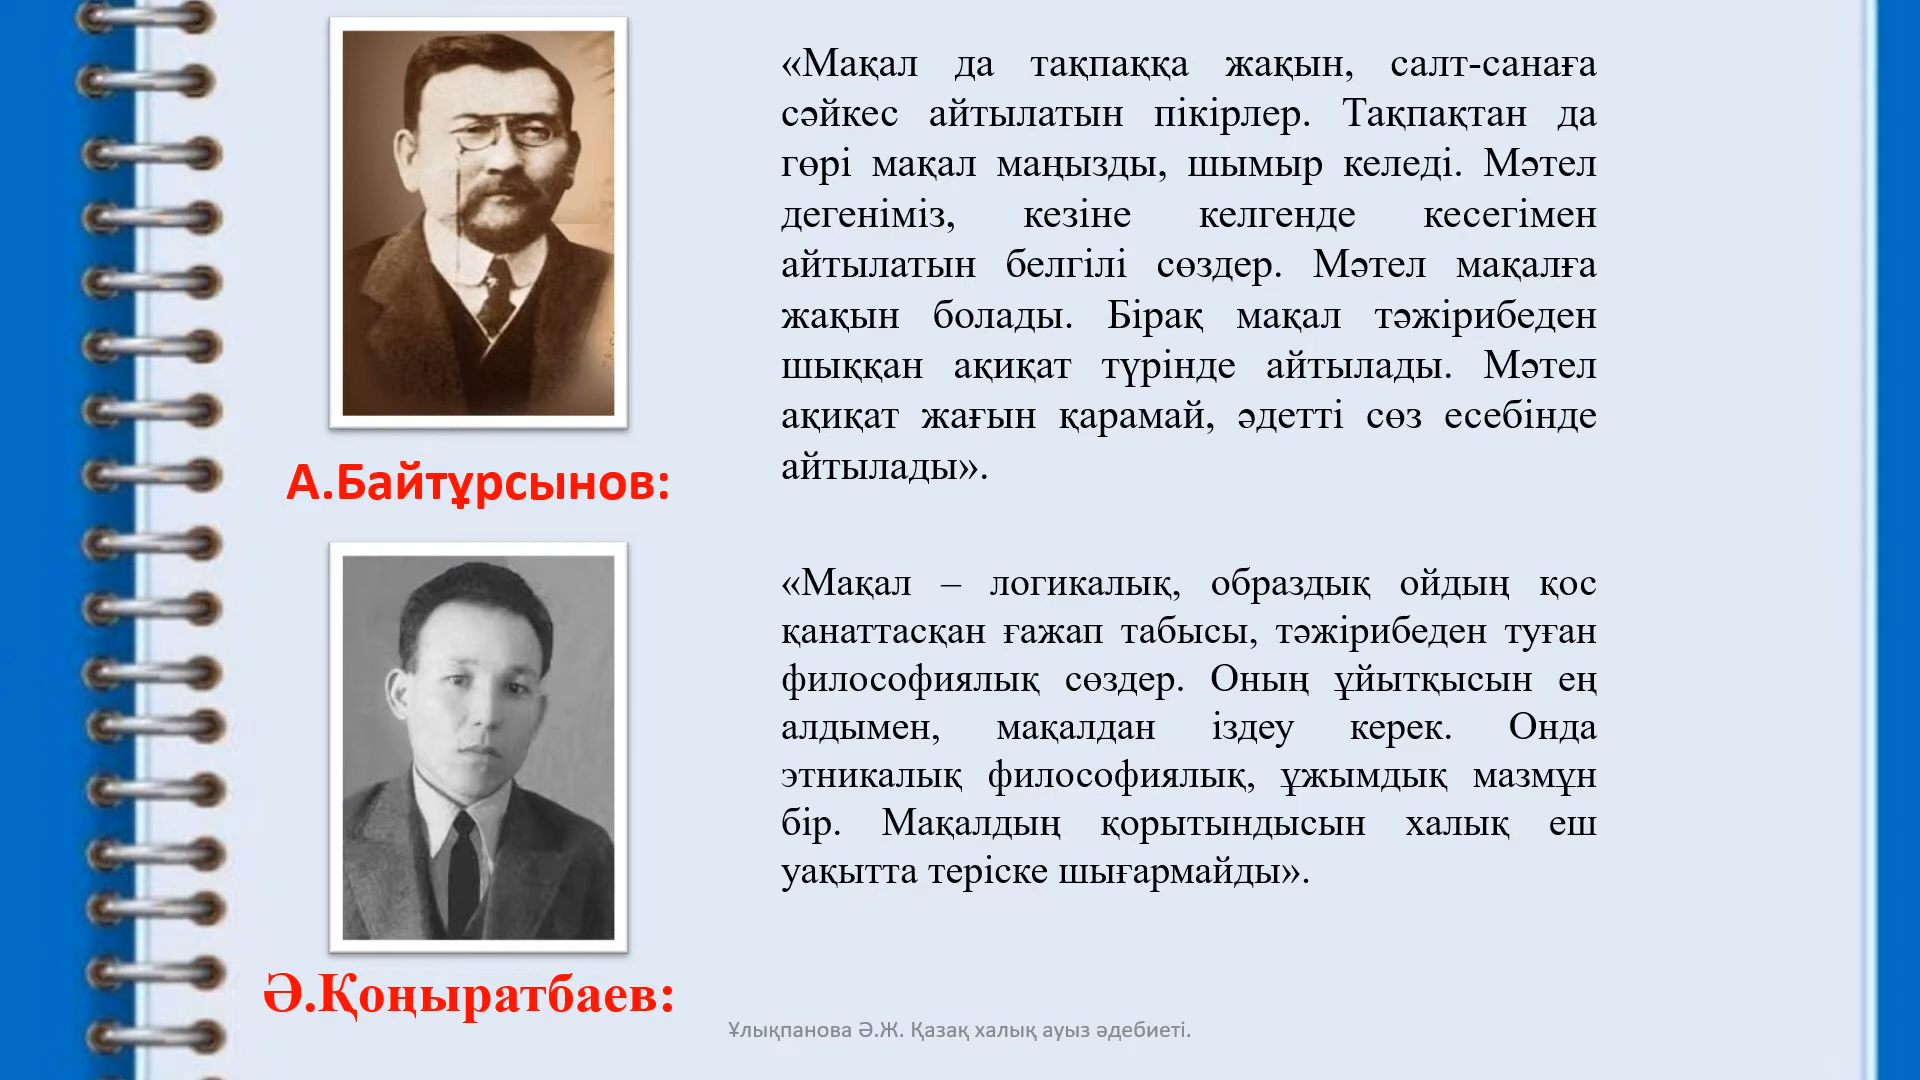 «Мақал да тақпаққа жақын, салт-санаға
сәйкес айтылатын пікірлер. Тақпақтан да
гөрі мақал маңызды, шымыр келеді. Мәтел
дегеніміз, кезіне келгенде кесегімен
айтылатын белгілі сөздер. Мәтел мақалға
жақын болады. Бірақ мақал тәжірибеден
шыққан ақиқат түрінде айтылады. Мәтел
ақиқат жағын қарамай, әдетті сөз есебінде
айтылады».
А.Байтұрсынов:
«Мақал – логикалық, образдық ойдың қос
қанаттасқан ғажап табысы, тәжірибеден туған
философиялық сөздер. Оның ұйытқысын ең
алдымен, мақалдан іздеу керек. Онда
этникалық философиялық, ұжымдық мазмұн
бір. Мақалдың қорытындысын халық еш
уақытта теріске шығармайды».
Ә.Қоңыратбаев:
Ұлықпанова Ә.Ж. Қазақ халық ауыз әдебиеті.